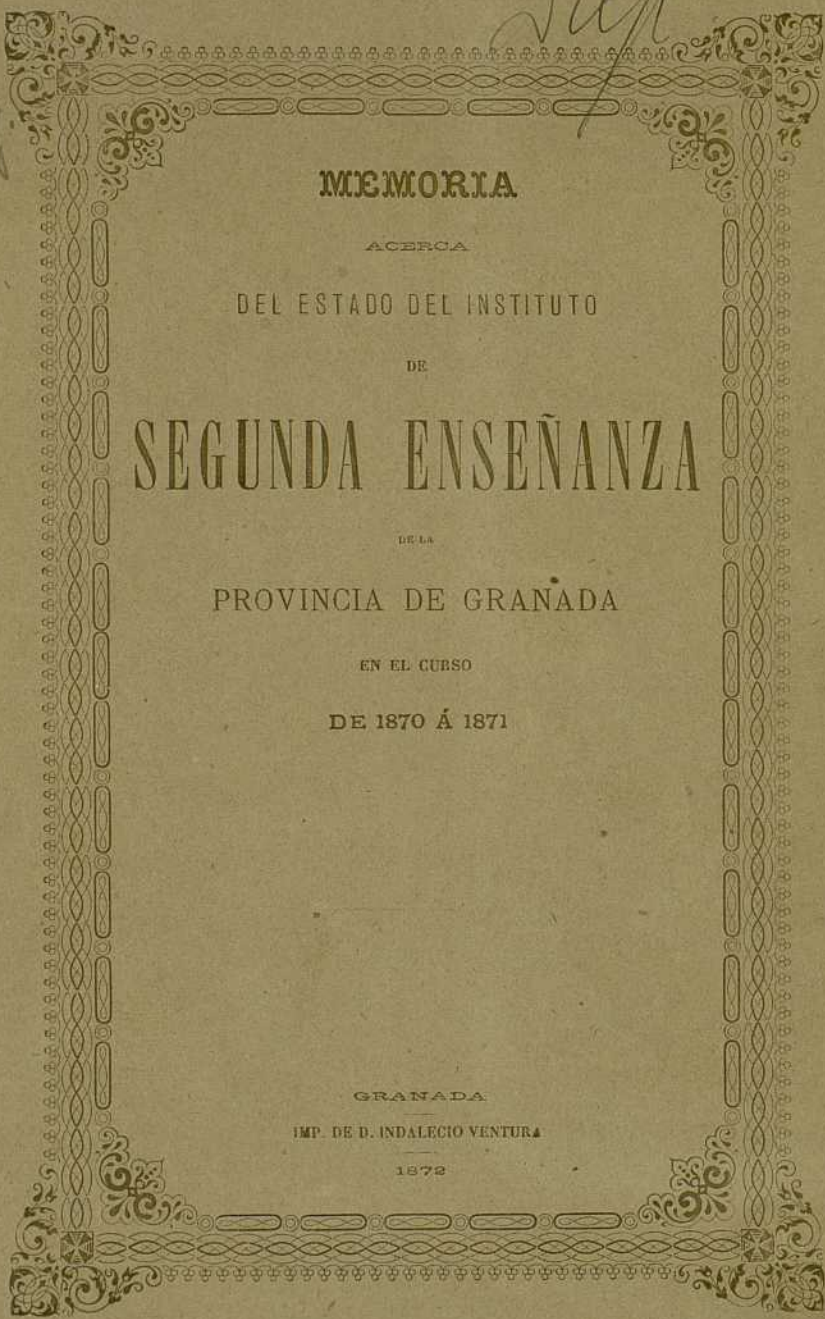 MEMORIA
ACERCA
DEL ESTADO DEL INSTITUTO
DE
SEGUNDA ENSEÑANZA
DE LA
PROVINCIA DE GRANADA
EN EL CURSO
DE 1870 Á 1871
GRANADA
IMP. DE D. INDALECIO VENTURA
1872